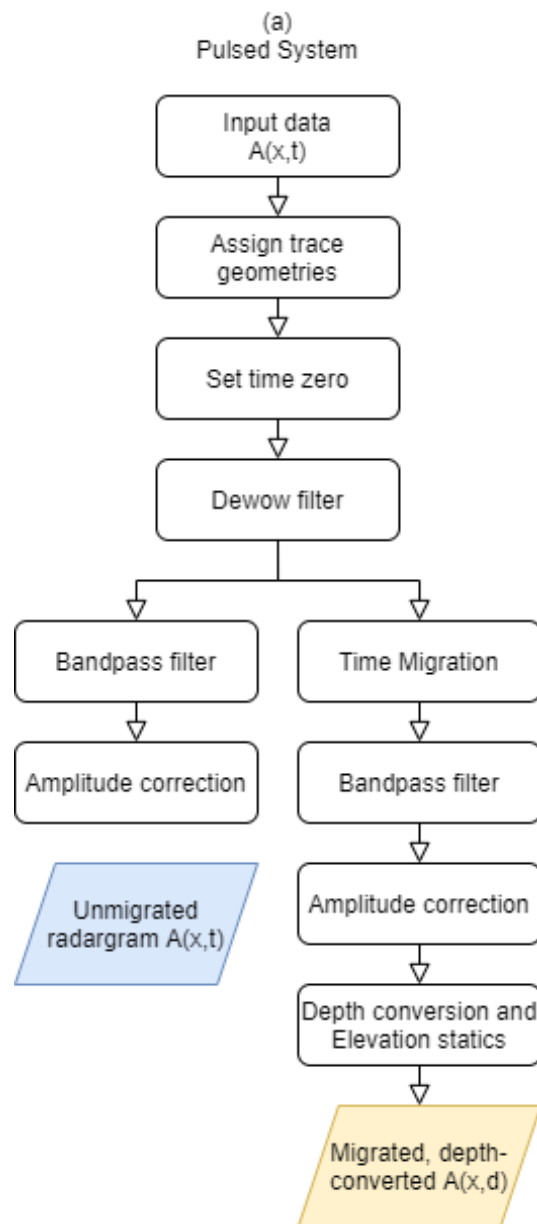 (a)
Pulsed System
Input data
A(x,t)
Assign trace
geometries
Set time zero
Dewow filter
Bandpass filter
Amplitude correction
Unmigrated
radargram A(x,t)
Time Migration
Bandpass filter
Amplitude correction
Depth conversion and
Elevation statics
Migrated, depth-
converted A(x,d)